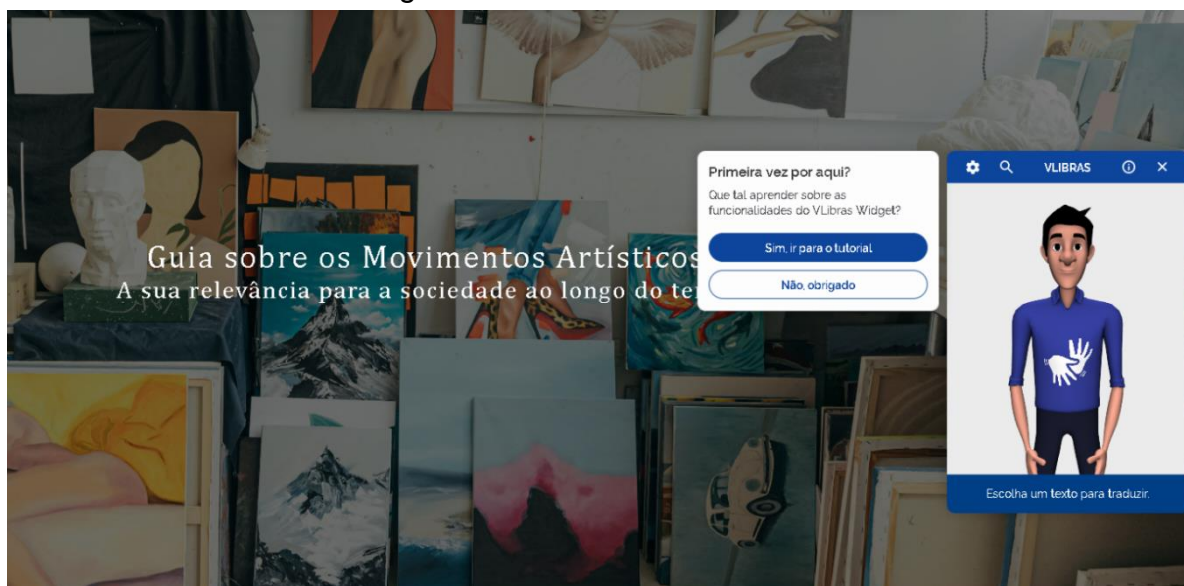 Guia sobre os Movimentos Artísticos
A sua relevância para a sociedade ao longo do
Primeira vez por aqui?
Que tal aprender sobre as
funcionalidades do VLibras Widget?
Sim, ir para o tutorial
Não, obrigado
VLIBRAS
Escolha um texto para traduzir.